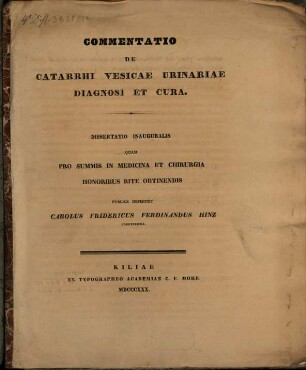 COMMENTATIO
DE
CATARRHI VESICAE URINARIAE
DIAGNOSI ET CURA.
DISSERTATIO INAUGURALIS
QUAM
PRO SUMMIS IN MEDICINA ET CHIRURGIA
HONORIBUS RITE OBTINENDIS
PUBLICE DEFENDET
CAROLUS FRIDERICUS FERDINANDUS HINZ
KILIAE
EX TYPOGRAPHEO ACADEMIAE C. F. MOHR.
MDCCCXXX.